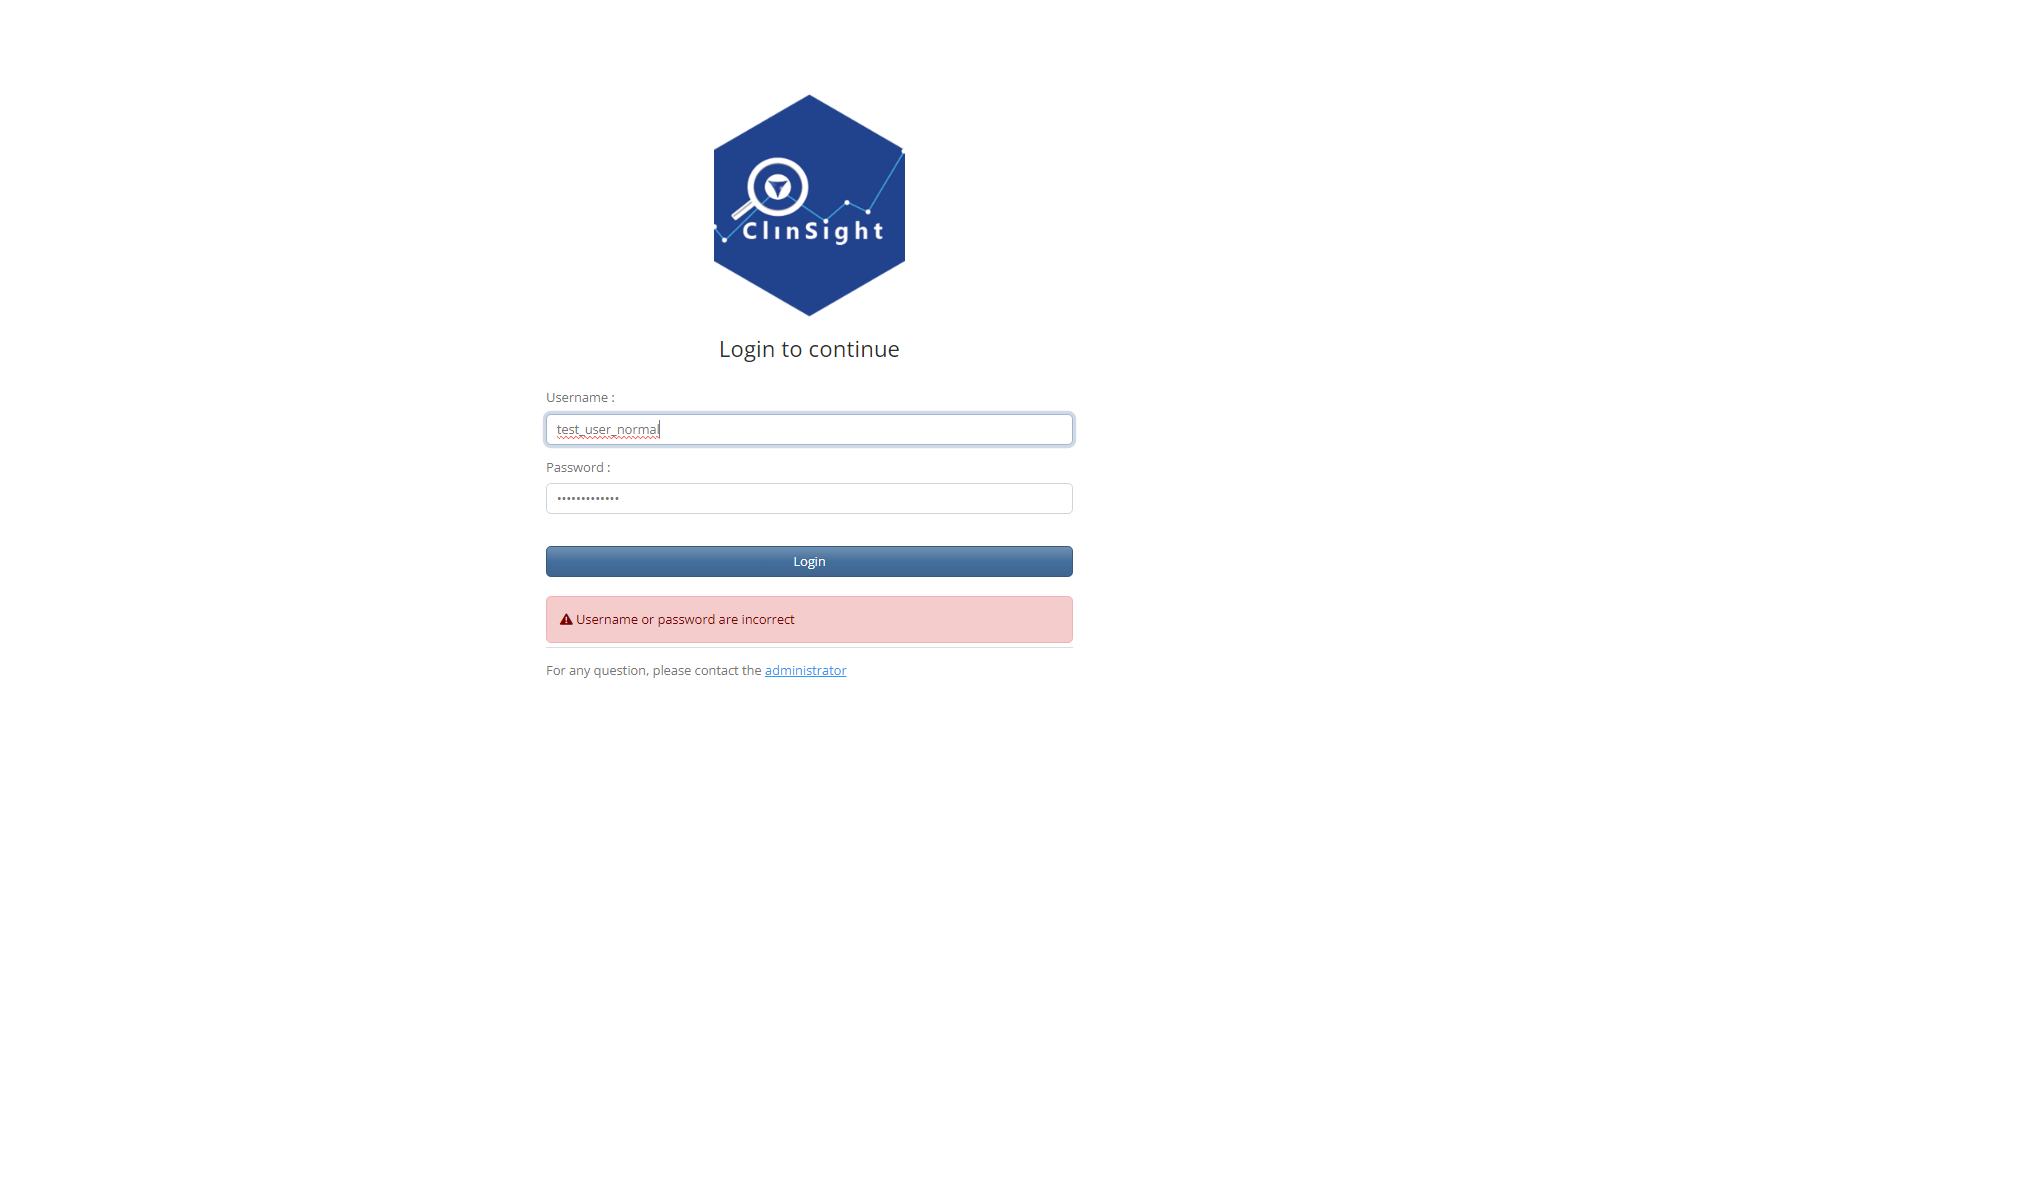 ClinSight
Login to continue
Username :
test_user_normal
Password :
•••••••••••••
Login
Username or password are incorrect
For any question, please contact the administrator